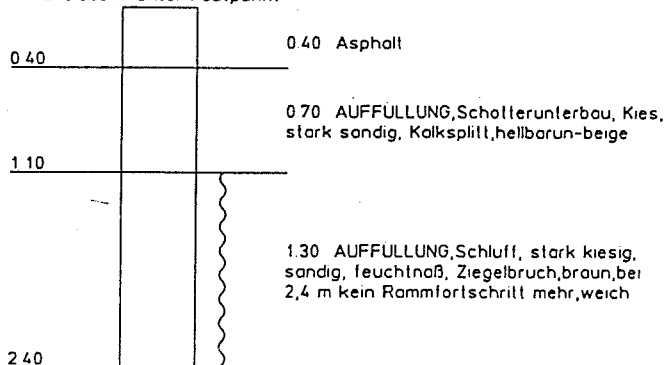 0.40 Asphalt
0.40
0.70 AUFFÜLLUNG,Schotterunterbau, Kies,
stark sandig, Kalksplitt,hellbarun-beige
1.10
1.30 AUFFÜLLUNG,Schluff, stark kiesig,
sandig, feuchtnaß, Ziegelbruch,braun,bei
2,4 m kein Rammfortschritt mehr,weich
2.40